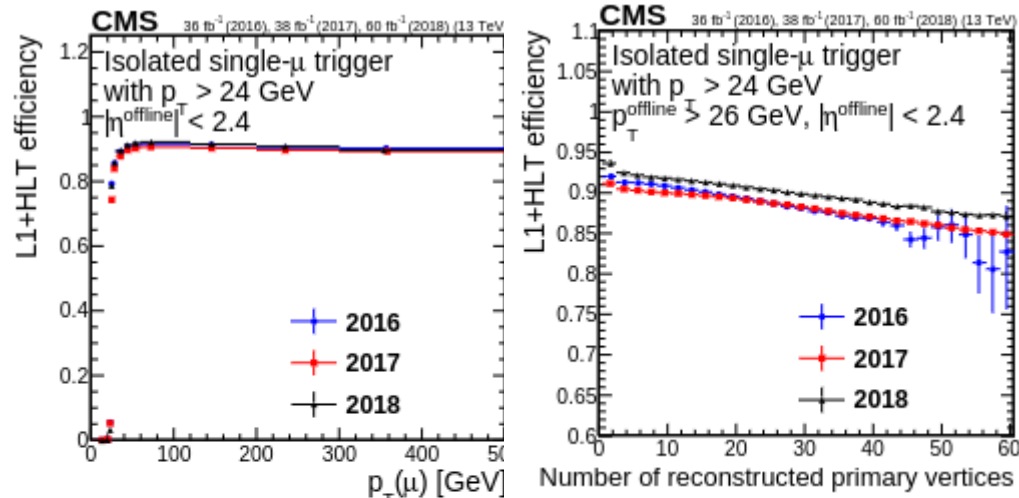 CMS 36 fb⁻¹ (2016), 38 fb⁻¹ (2017), 60 fb⁻¹ (2018) (13 TeV)
L1+HLT efficiency
Isolated single-μ trigger
with p_T > 24 GeV
|η^offline| < 2.4
1.2
1
0.8
0.6
0.4
0.2
0
2016
2017
2018
0 100 200 300 400 50
p_T(μ) [GeV]
CMS 36 fb⁻¹ (2016), 38 fb⁻¹ (2017), 60 fb⁻¹ (2018) (13 TeV)
L1+HLT efficiency
Isolated single-μ trigger
with p_T > 24 GeV
p_T^offline > 26 GeV, |η^offline| < 2.4
1.1
1.05
1
0.95
0.9
0.85
0.8
0.75
0.7
0.65
0.6
2016
2017
2018
0 10 20 30 40 50 60
Number of reconstructed primary vertices